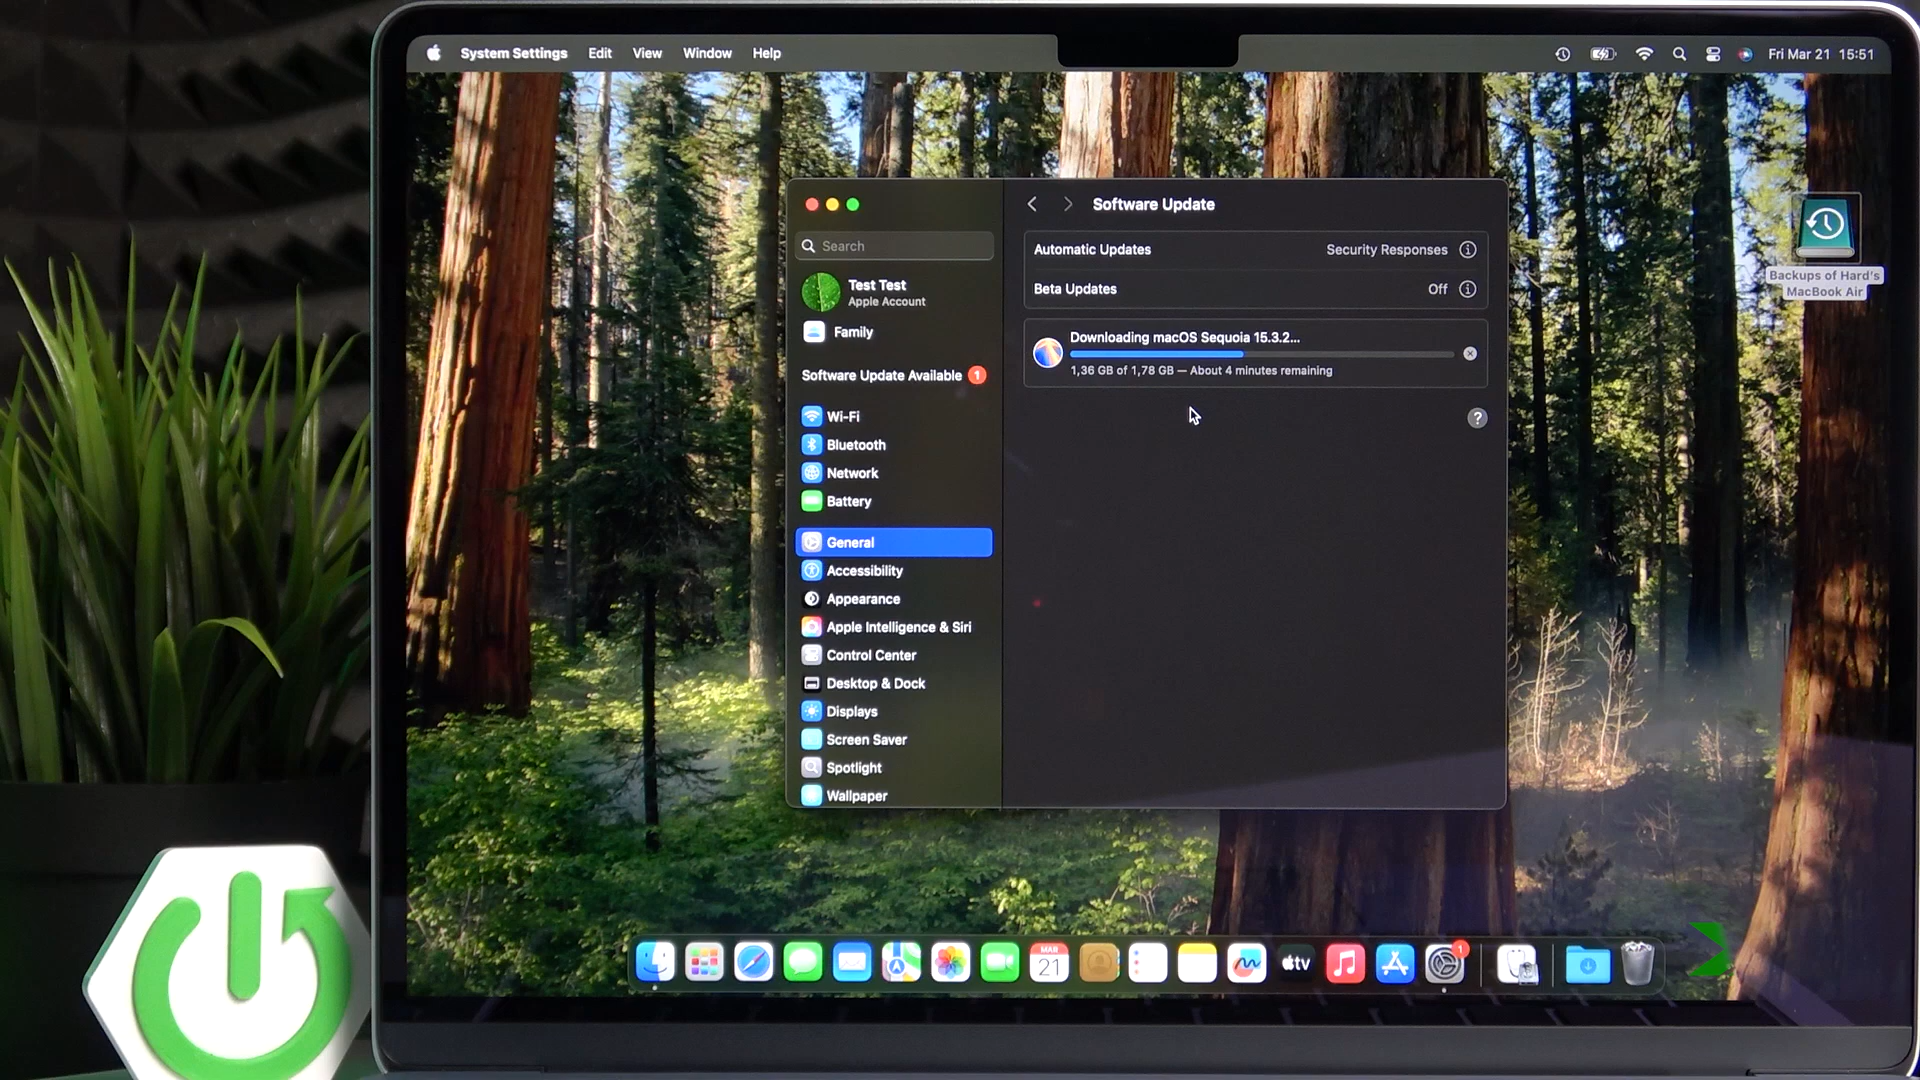 System Settings Edit View Window Help
Fri Mar 21 15:51
Search
Test Test
Apple Account
Family
Software Update Available 1
Wi-Fi
Bluetooth
Network
Battery
General
Accessibility
Appearance
Apple Intelligence & Siri
Control Center
Desktop & Dock
Displays
Screen Saver
Spotlight
Wallpaper
Software Update
Automatic Updates Security Responses
Beta Updates Off
Downloading macOS Sequoia 15.3.2...
1,36 GB of 1,78 GB — About 4 minutes remaining
?
Backups of Hard's
MacBook Air
MAR
21
tv
1